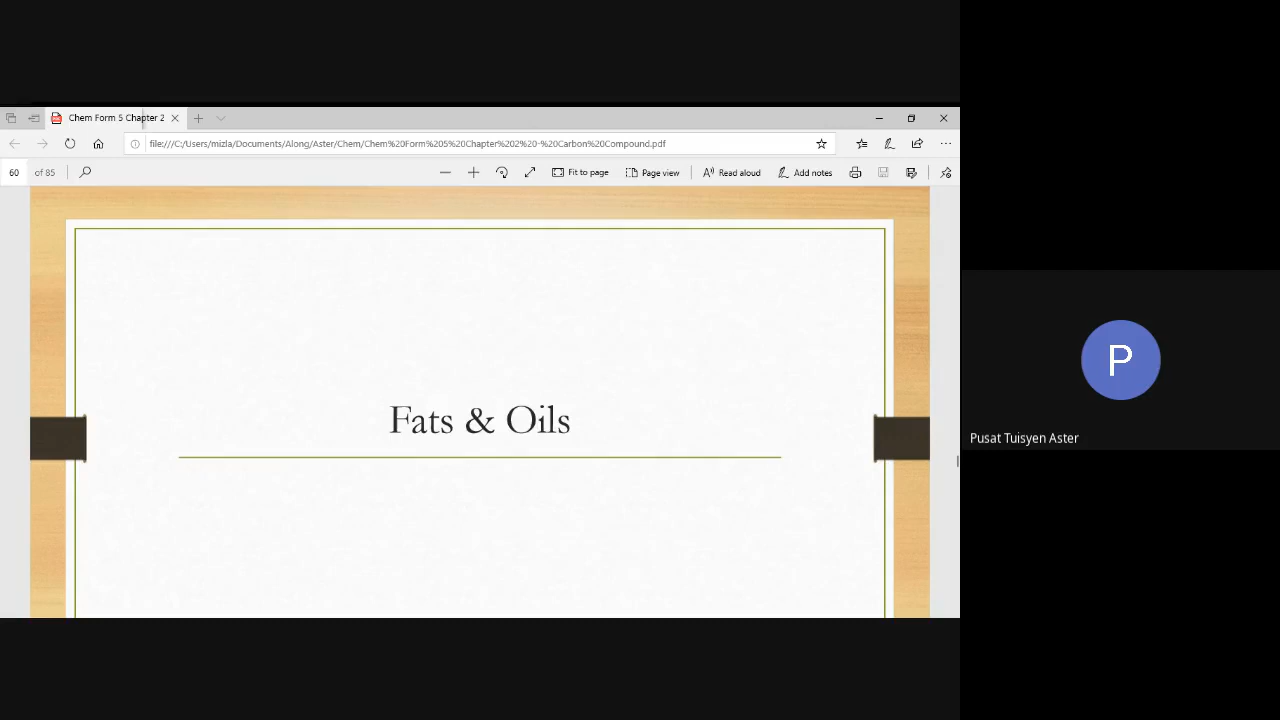 Chem Form 5 Chapter 2
file:///C:/Users/mizla/Documents/Along/Aster/Chem/Chem%20Form%205%20Chapter%202%20-%20Carbon%20Compound.pdf
60 of 85 Fit to page Page view Read aloud Add notes
Fats & Oils
P
Pusat Tuisyen Aster